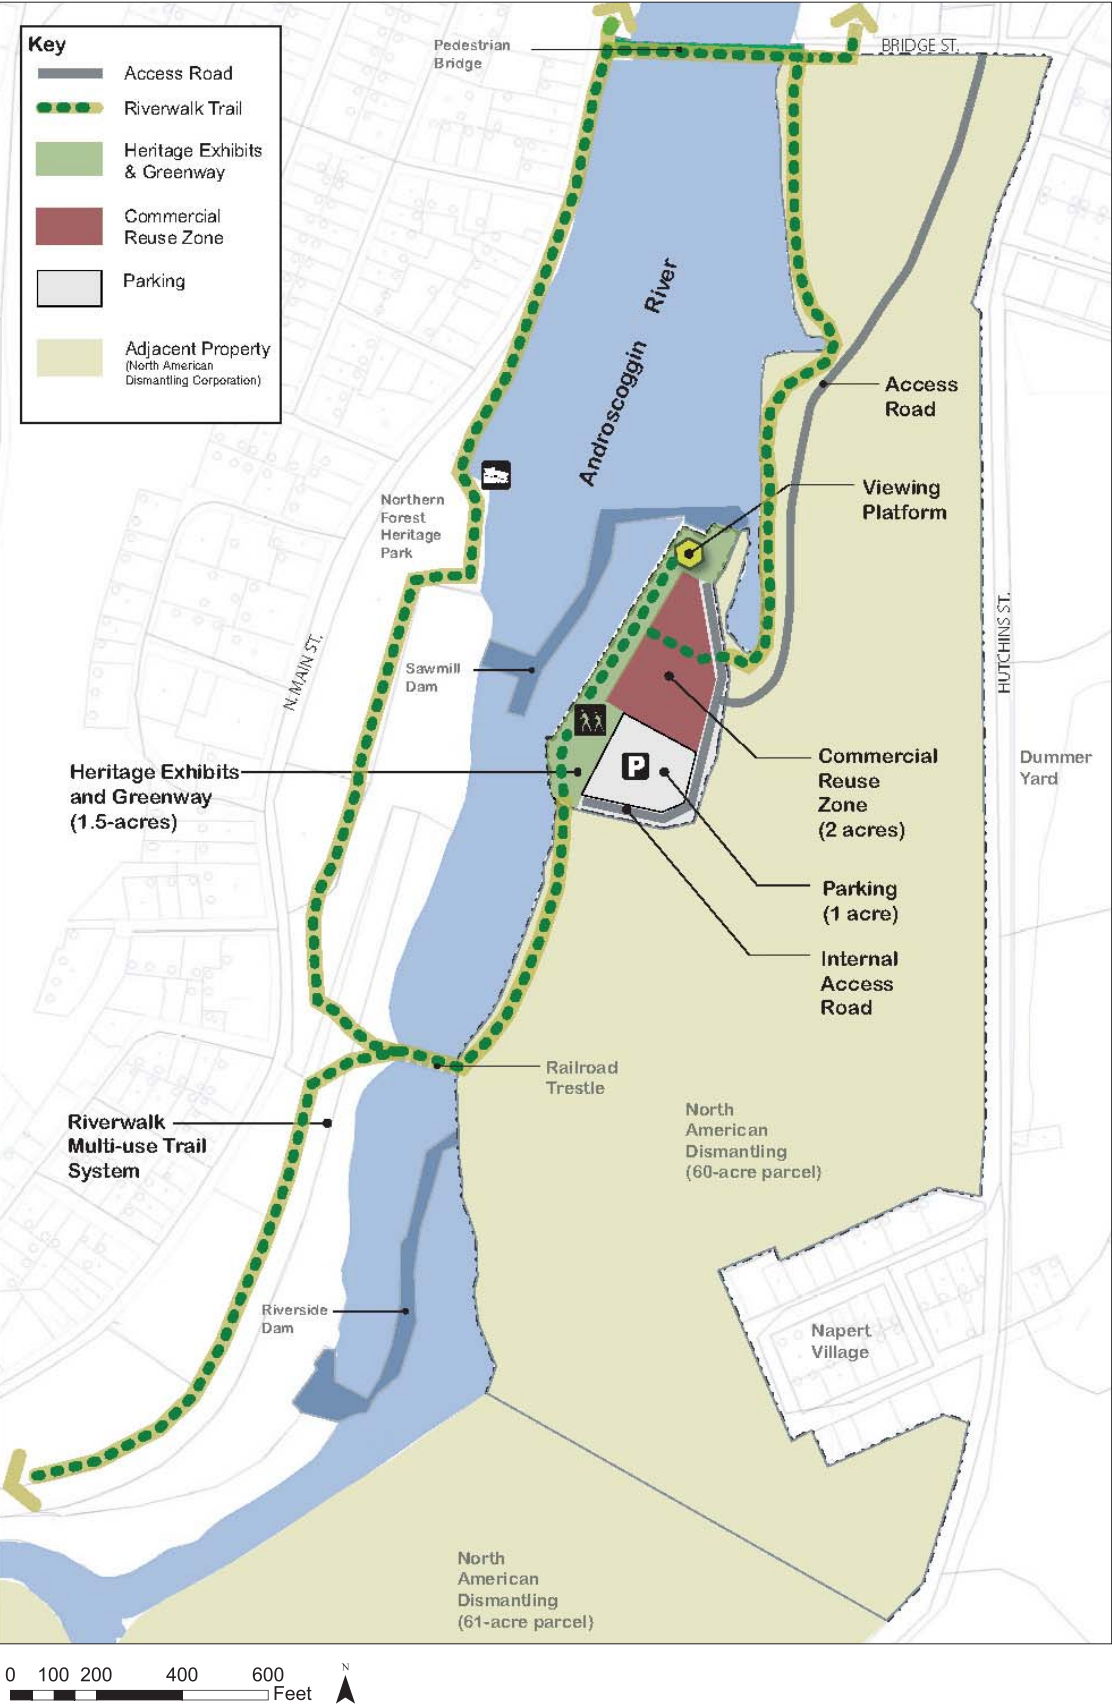 Key
Access Road
Riverwalk Trail
Heritage Exhibits
& Greenway
Commercial
Reuse Zone
Parking
Adjacent Property
(North American
Dismantling Corporation)
Pedestrian
Bridge
BRIDGE ST.
Androscoggin River
Access
Road
Viewing
Platform
Northern
Forest
Heritage
Park
N. MAIN ST.
HUTCHINS ST.
Sawmill
Dam
Heritage Exhibits
and Greenway
(1.5-acres)
P
Commercial
Reuse
Zone
(2 acres)
Dummer
Yard
Parking
(1 acre)
Internal
Access
Road
Railroad
Trestle
Riverwalk
Multi-use Trail
System
North
American
Dismantling
(60-acre parcel)
Riverside
Dam
Napert
Village
North
American
Dismantling
(61-acre parcel)
0 100 200 400 600
Feet
N